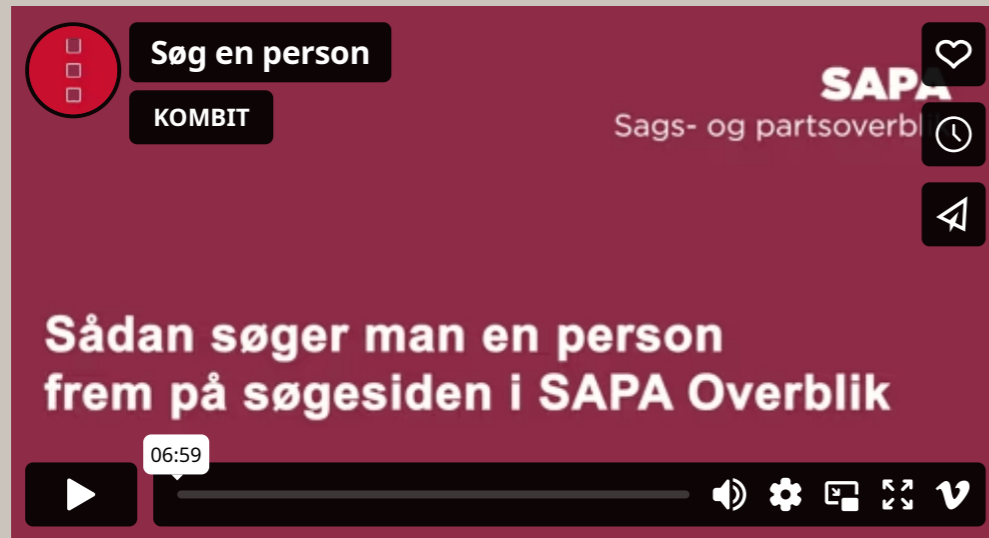 Søg en person
KOMBIT
SAPA
Sags- og partsoverblik
Sådan søger man en person
frem på søgesiden i SAPA Overblik
06:59